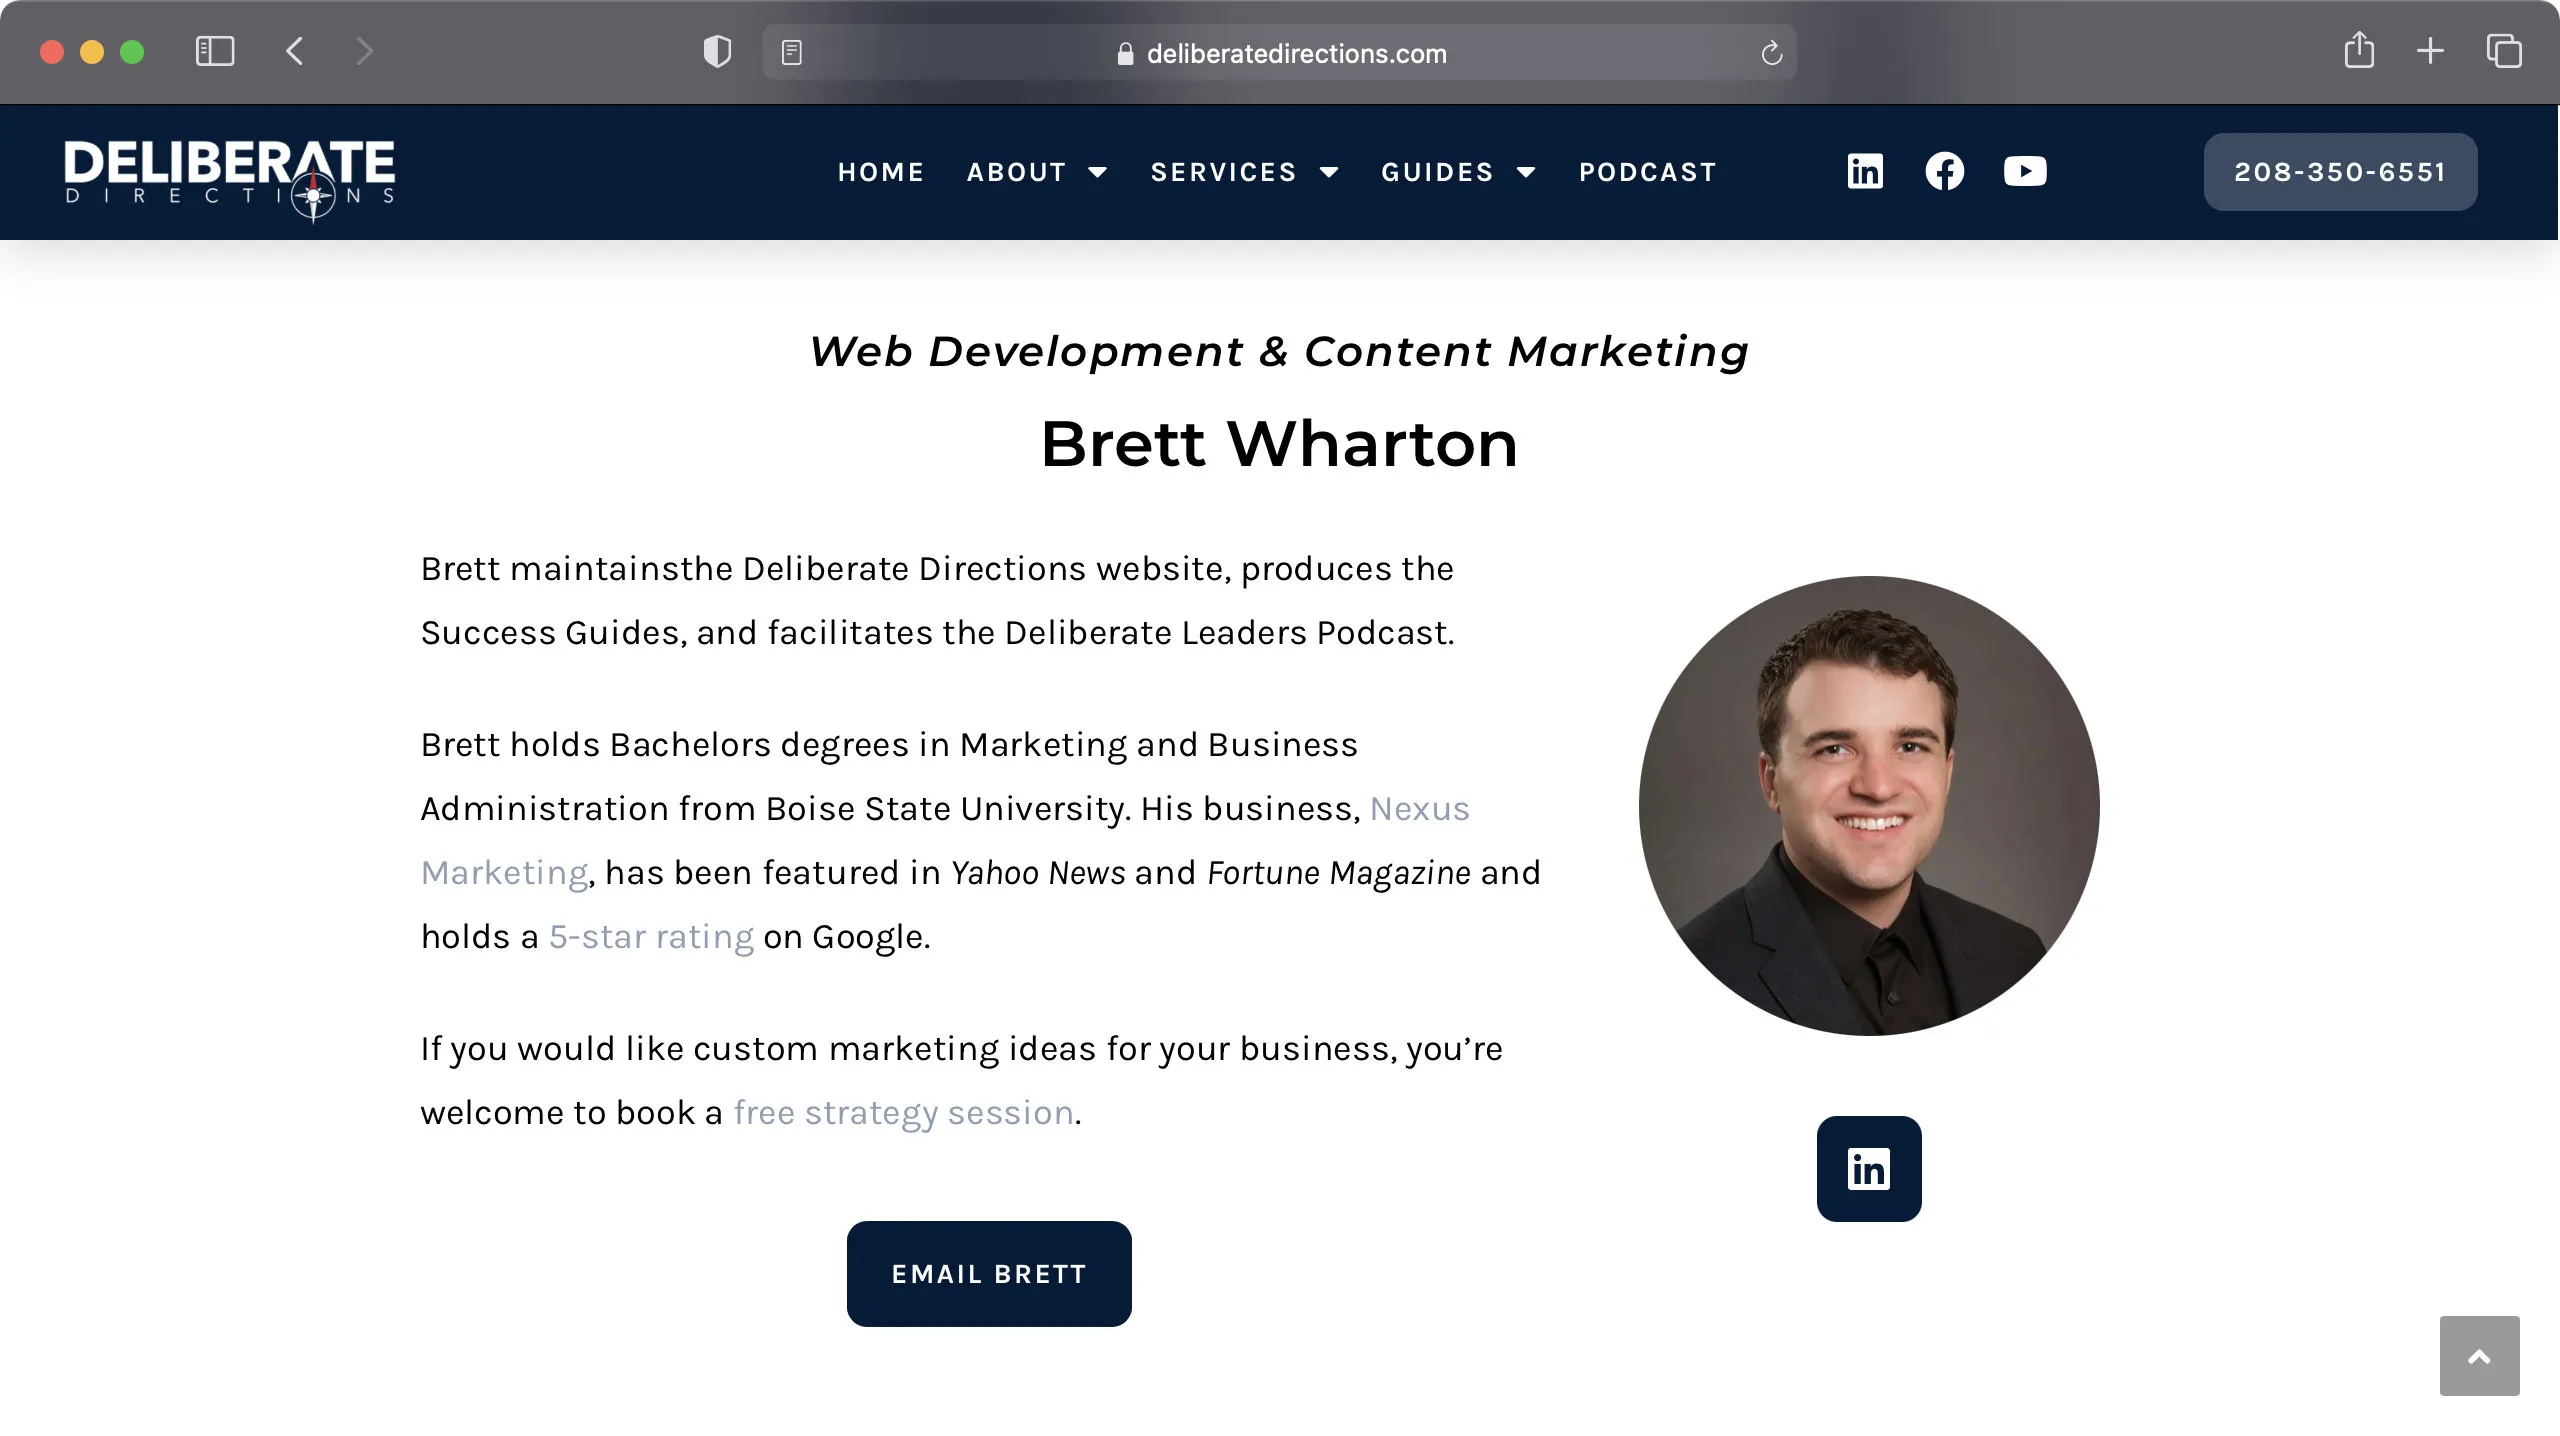 deliberatedirections.com
DELIBERATE
DIRECTIONS
HOME ABOUT SERVICES GUIDES PODCAST
208-350-6551
Web Development & Content Marketing
Brett Wharton
Brett maintainsthe Deliberate Directions website, produces the
Success Guides, and facilitates the Deliberate Leaders Podcast.
Brett holds Bachelors degrees in Marketing and Business
Administration from Boise State University. His business, Nexus
Marketing, has been featured in Yahoo News and Fortune Magazine and
holds a 5-star rating on Google.
If you would like custom marketing ideas for your business, you’re
welcome to book a free strategy session.
in
EMAIL BRETT